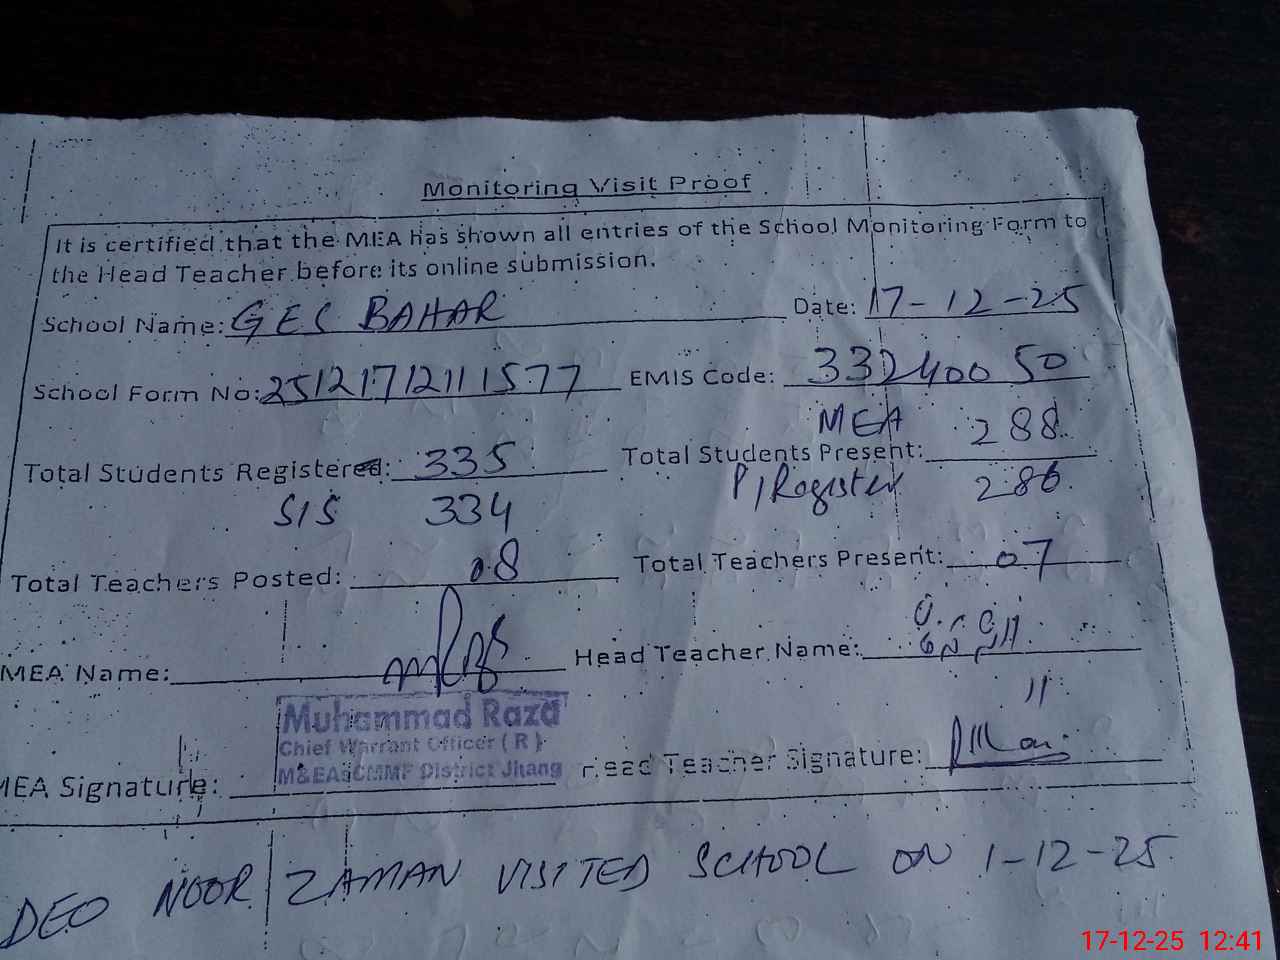 Monitoring Visit Proof
It is certified that the MEA has shown all entries of the School Monitoring Form to
the Head Teacher before its online submission.
School Name: GES BAHAR Date: 17-12-25
School Form No: 251217121111577 EMIS Code: 33240050
MEA 288
Total Students Registered: 335 Total Students Present:
P/Register 286
SIS 334
Total Teachers Posted: 08 Total Teachers Present: 07
MEA Name: Head Teacher Name:
Muhammad Raza
Chief Warrant Officer (R)
M&EA CMMF District Jhang
MEA Signature: Head Teacher Signature:
DEO NOOR ZAMAN VISITED SCHOOL ON 1-12-25
17-12-25 12:41